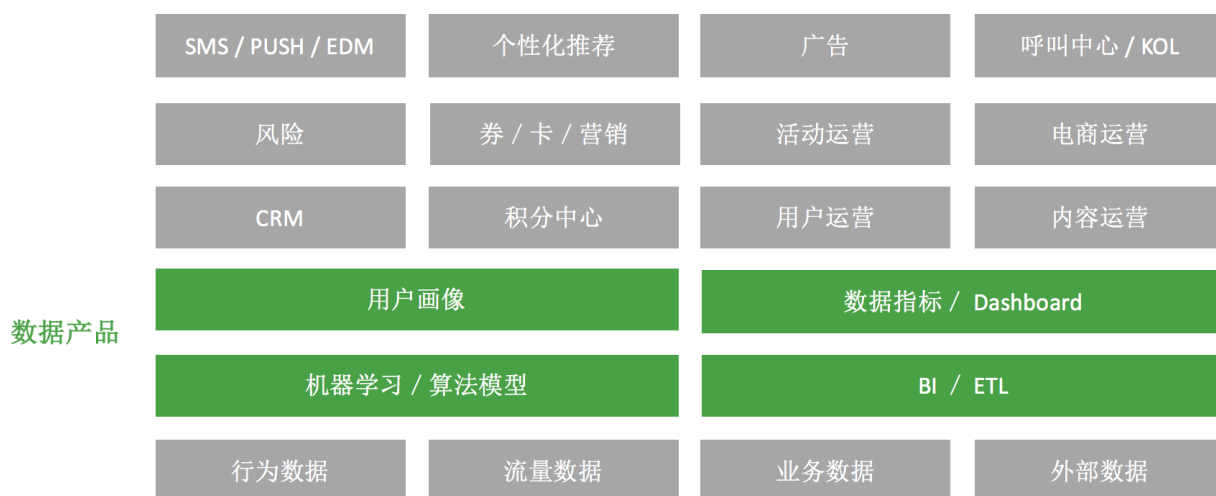 SMS / PUSH / EDM
个性化推荐
广告
呼叫中心 / KOL
风险
券 / 卡 / 营销
活动运营
电商运营
CRM
积分中心
用户运营
内容运营
数据产品
用户画像
数据指标 / Dashboard
机器学习 / 算法模型
BI / ETL
行为数据
流量数据
业务数据
外部数据